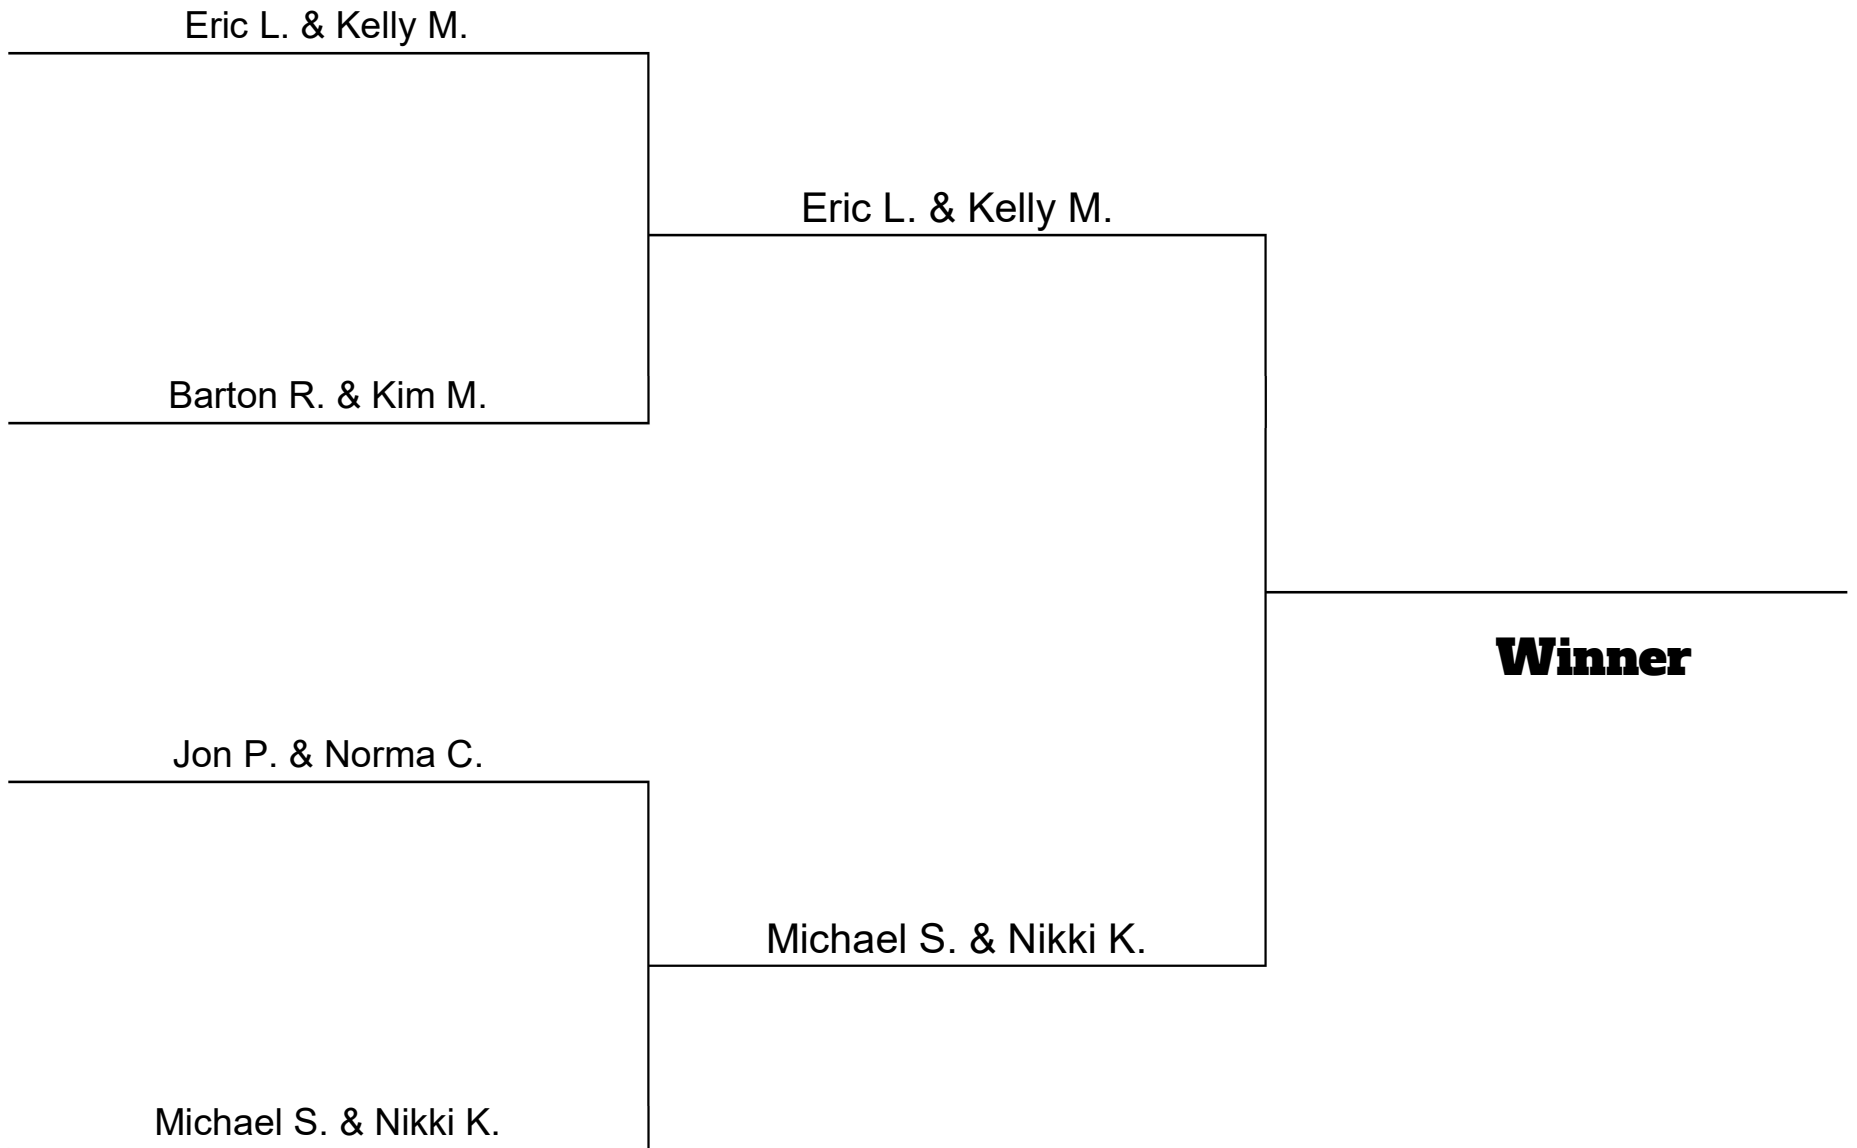 Eric L. & Kelly M.
Eric L. & Kelly M.
Barton R. & Kim M.
Winner
Jon P. & Norma C.
Michael S. & Nikki K.
Michael S. & Nikki K.